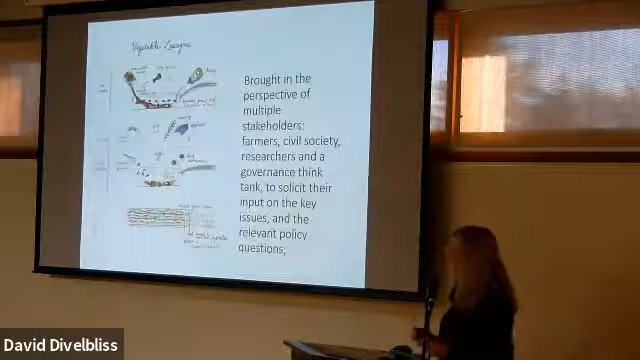 Vegetable Lasagne
Brought in the
perspective of
multiple
stakeholders:
farmers, civil society,
researchers and a
governance think
tank, to solicit their
input on the key
issues, and the
relevant policy
questions;
David Divelbliss